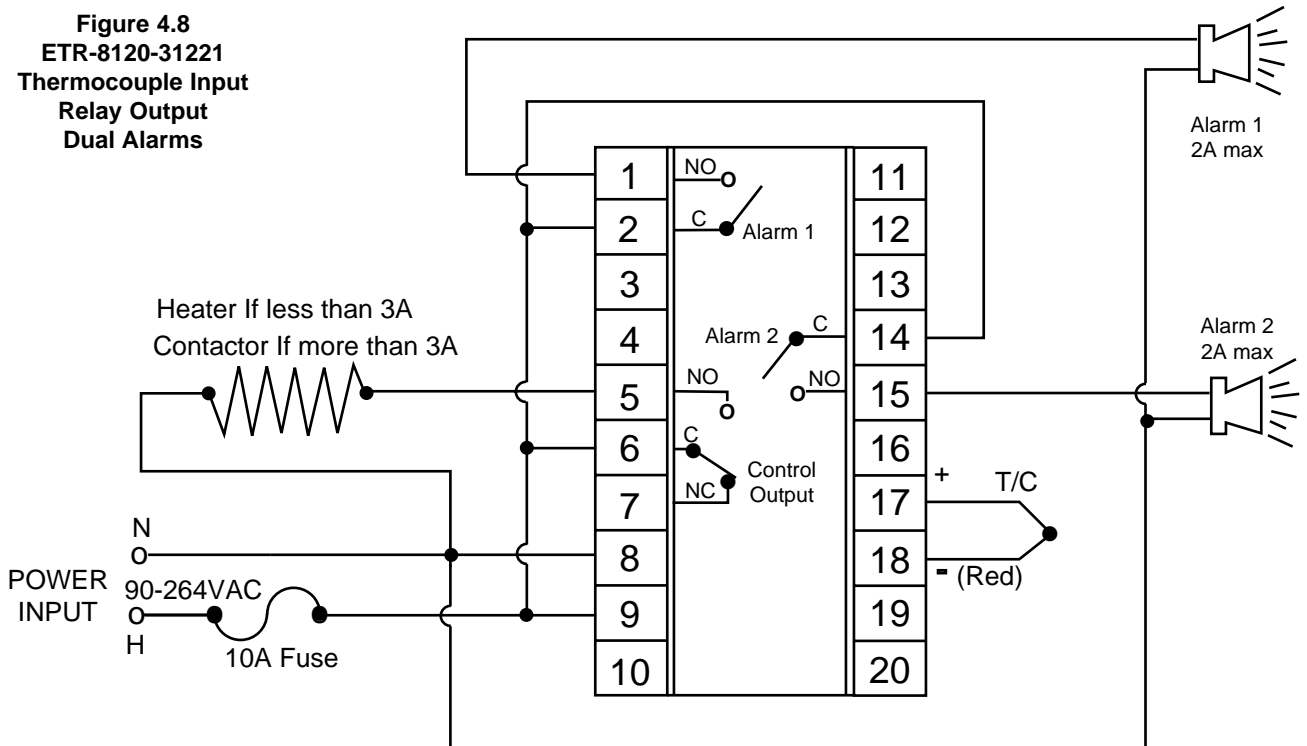 Figure 4.8
ETR-8120-31221
Thermocouple Input
Relay Output
Dual Alarms
Alarm 1
2A max
1
NO
11
2
C
Alarm 1
12
3
13
Heater If less than 3A
Contactor If more than 3A
4
Alarm 2
C
14
Alarm 2
2A max
5
NO
NO
15
6
C
16
7
NC
Control
Output
17
+
T/C
N
8
18
- (Red)
POWER
INPUT
90-264VAC
H
10A Fuse
9
19
10
20